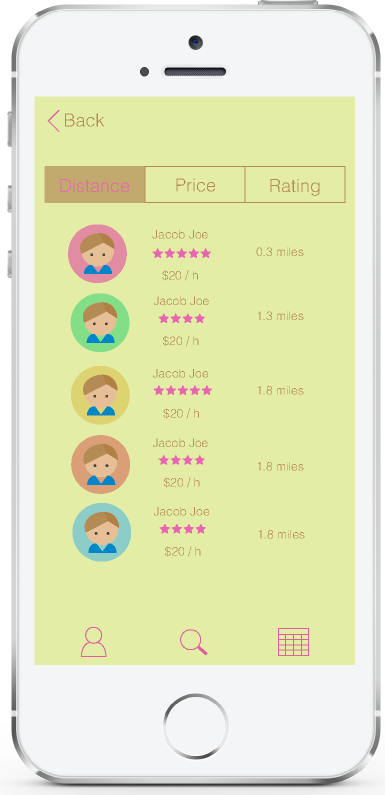 Back
Distance Price Rating
Jacob Joe
0.3 miles
$20 / h
Jacob Joe
1.3 miles
$20 / h
Jacob Joe
1.8 miles
$20 / h
Jacob Joe
1.8 miles
$20 / h
Jacob Joe
1.8 miles
$20 / h